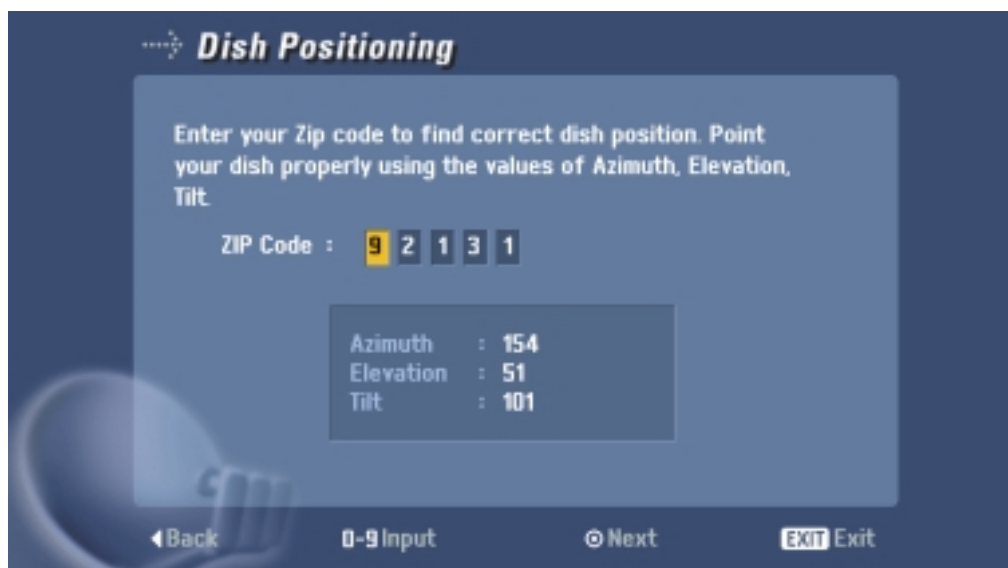 Dish Positioning
Enter your Zip code to find correct dish position. Point
your dish properly using the values of Azimuth, Elevation,
Tilt.
ZIP Code : 9 2 1 3 1
Azimuth : 154
Elevation : 51
Tilt : 101
Back 0-9 Input Next EXIT Exit